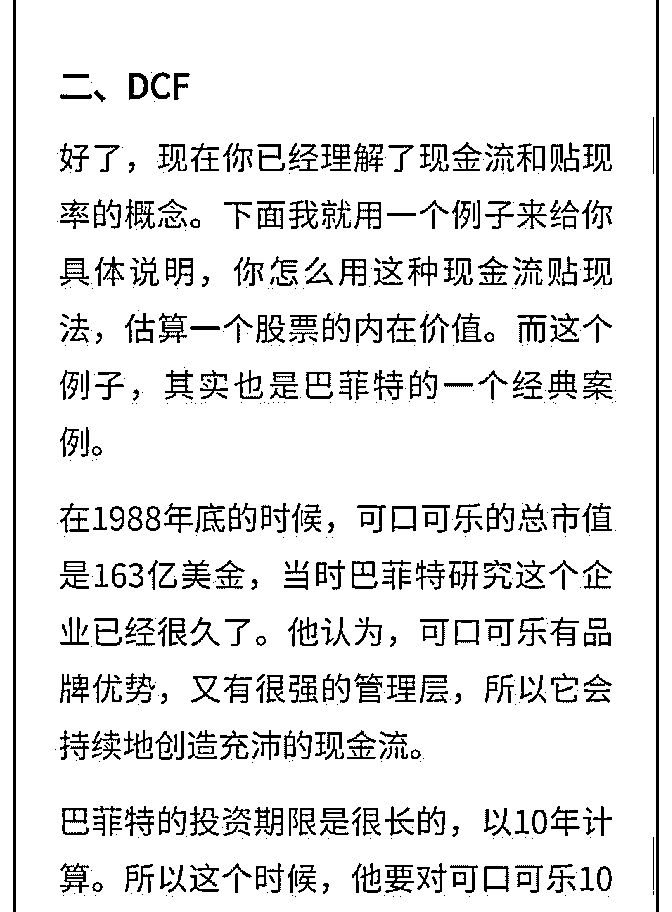 二、DCF
好了，现在你已经理解了现金流和贴现
率的概念。下面我就用一个例子来给你
具体说明，你怎么用这种现金流贴现
法，估算一个股票的内在价值。而这个
例子，其实也是巴菲特的一个经典案
例。
在1988年底的时候，可口可乐的总市值
是163亿美金，当时巴菲特研究这个企
业已经很久了。他认为，可口可乐有品
牌优势，又有很强的管理层，所以它会
持续地创造充沛的现金流。
巴菲特的投资期限是很长的，以10年计
算。所以这个时候，他要对可口可乐10